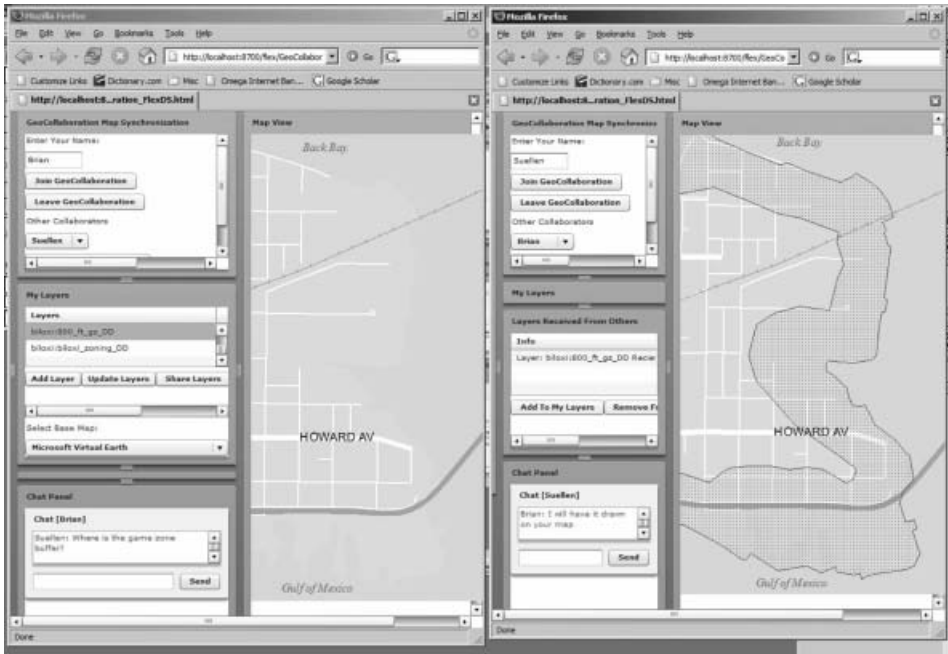 Mozilla Firefox
File Edit View Go Bookmarks Tools Help
http://localhost:8700/flex/GeoCollabor
Go
Customize Links Dictionary.com Misc Omega Internet Ban... Google Scholar
http://localhost:8...ration_FlexDS.html
GeoCollaboration Map Synchronization
Enter Your Name:
Brian
Join GeoCollaboration
Leave GeoCollaboration
Other Collaborators
Suellen
My Layers
Layers
biloxi:biloxi_zoning_DD
Add Layer Update Layers Share Layers
Select Base Map:
Microsoft Virtual Earth
Chat Panel
Chat [Brian]
Suellen: Where is the game zone
buffer?
Send
Map View
Back Bay
HOWARD AV
Gulf of Mexico
Done
Mozilla Firefox
File Edit View Go Bookmarks Tools Help
http://localhost:8700/flex/GeoCo
Go
Customize Links Dictionary.com Misc Omega Internet Ban... Google Scholar
http://localhost:8...ration_FlexDS.html
GeoCollaboration Map Synchroniz
Enter Your Name:
Suellen
Join GeoCollaboration
Leave GeoCollaboration
Other Collaborators
Brian
My Layers
Layers Received From Others
Info
Layer: biloxi:800_ft_gz_DD Reciev
Add To My Layers Remove Fr
Chat Panel
Chat [Suellen]
Brian: I will have it drawn
on your map
Send
Map View
Back Bay
HOWARD AV
Gulf of Mexico
Done